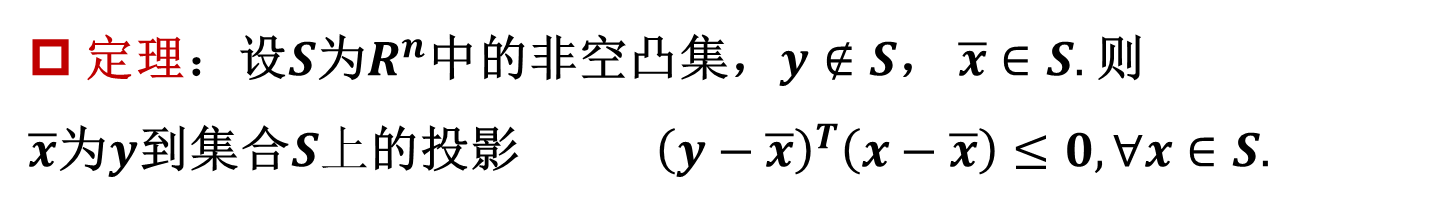 定理：设S为Rⁿ中的非空凸集，y ∉ S， x̄ ∈ S. 则
x̄为y到集合S上的投影 (y − x̄)ᵀ(x − x̄) ≤ 0, ∀x ∈ S.